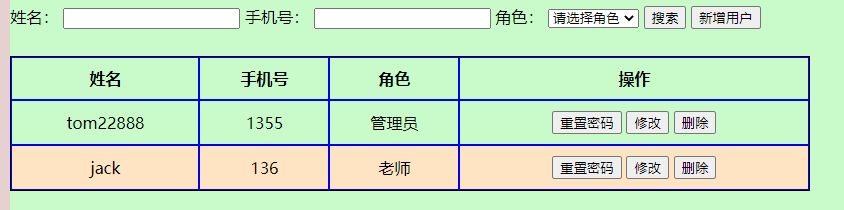 姓名： 手机号： 角色： 请选择角色 搜索 新增用户
姓名 手机号 角色 操作
tom22888 1355 管理员 重置密码 修改 删除
jack 136 老师 重置密码 修改 删除